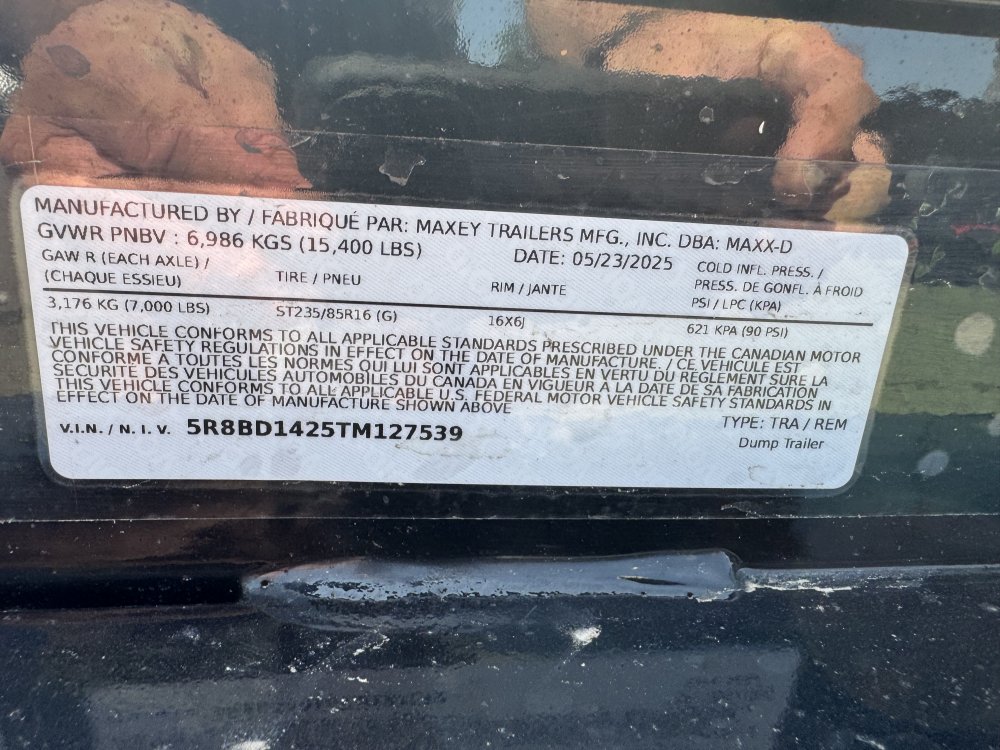 MANUFACTURED BY / FABRIQUÉ PAR: MAXEY TRAILERS MFG., INC. DBA: MAXX-D
GVWR PNBV : 6,986 KGS (15,400 LBS)
DATE: 05/23/2025
GAW R (EACH AXLE) /
(CHAQUE ESSIEU)
TIRE / PNEU
RIM / JANTE
COLD INFL. PRESS. /
PRESS. DE GONFL. À FROID
PSI / LPC (KPA)
3,176 KG (7,000 LBS)
ST235/85R16 (G)
16X6J
621 KPA (90 PSI)
THIS VEHICLE CONFORMS TO ALL APPLICABLE STANDARDS PRESCRIBED UNDER THE CANADIAN MOTOR
VEHICLE SAFETY REGULATIONS IN EFFECT ON THE DATE OF MANUFACTURE. / CE VEHICULE EST
CONFORME A TOUTES LES NORMES QUI LUI SONT APPLICABLES EN VERTU DU REGLEMENT SURE LA
SECURITE DES VEHICULES AUTOMOBILES DU CANADA EN VIGUEUR A LA DATE DE SA FABRICATION
THIS VEHICLE CONFORMS TO ALL APPLICABLE U.S. FEDERAL MOTOR VEHICLE SAFETY STANDARDS IN
EFFECT ON THE DATE OF MANUFACTURE SHOWN ABOVE
V.I.N. / N. I. V. 5R8BD1425TM127539
TYPE: TRA / REM
Dump Trailer